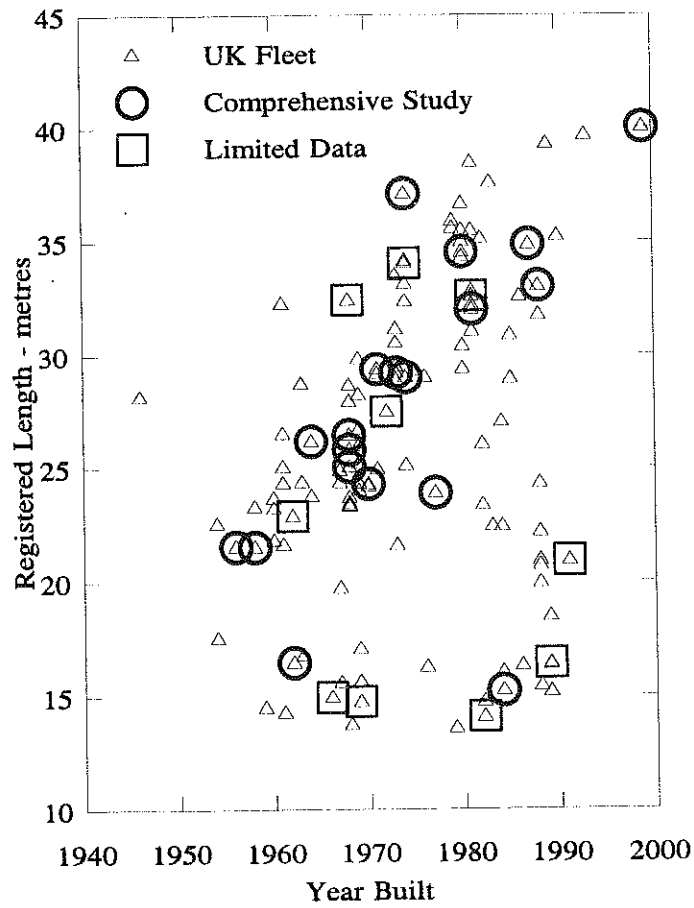 45
40
35
30
25
20
15
10
Registered Length - metres
UK Fleet
Comprehensive Study
Limited Data
1940 1950 1960 1970 1980 1990 2000
Year Built